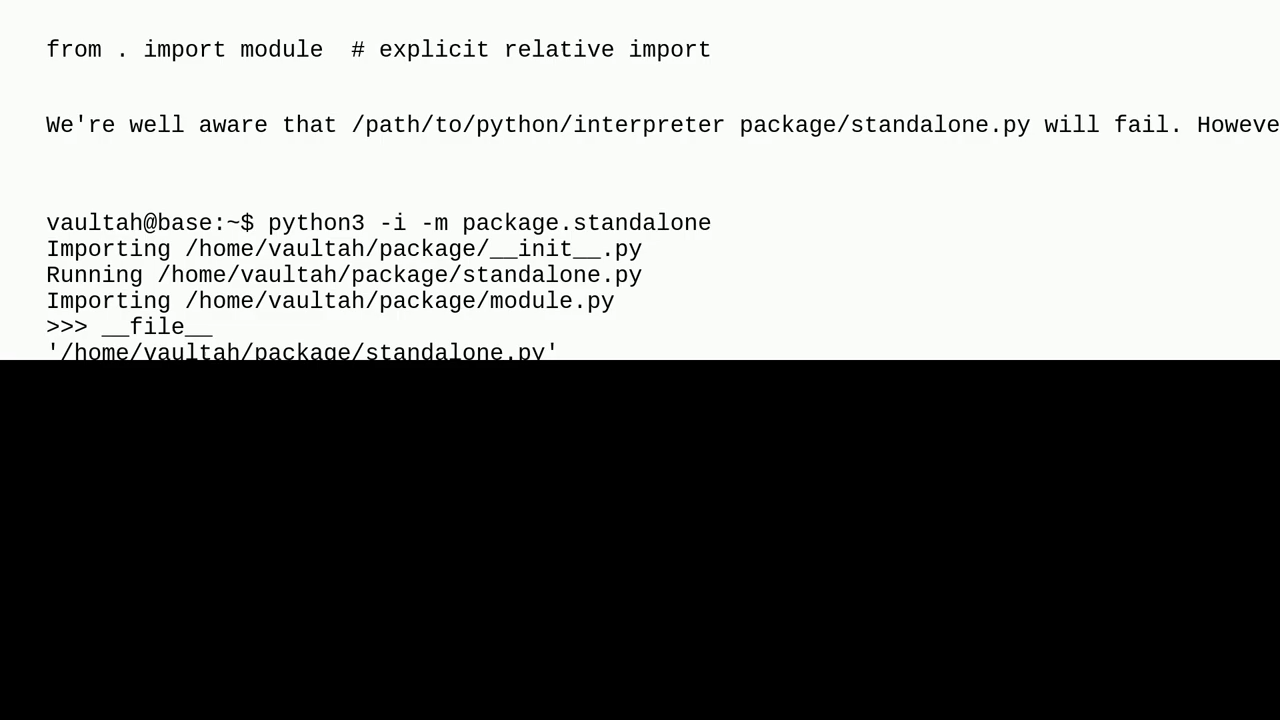 from . import module  # explicit relative import
We're well aware that /path/to/python/interpreter package/standalone.py will fail. Howeve
vaultah@base:~$ python3 -i -m package.standalone
Importing /home/vaultah/package/__init__.py
Running /home/vaultah/package/standalone.py
Importing /home/vaultah/package/module.py
>>> __file__
'/home/vaultah/package/standalone.py'